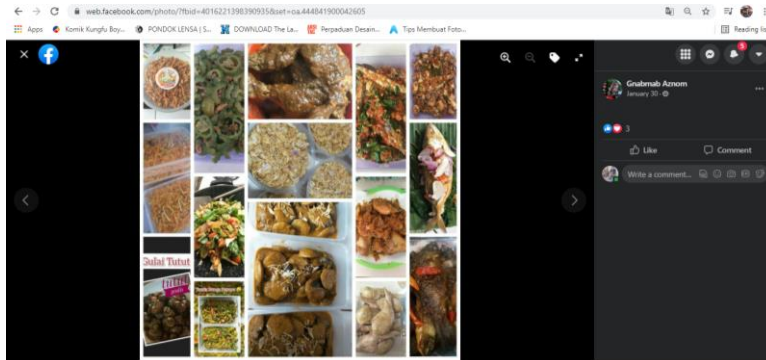 web.facebook.com/photo/?fbid=4016221398390935&set=oa.444841900042605
Apps
Komik Kungfu Boy...
PONDOK LENSA | S...
DOWNLOAD The La...
Perpaduan Desain...
Tips Membuat Foto...
Reading lis
5
Gnabmab Aznom
January 30
3
Like
Comment
Write a comment...
Gulai Tutut